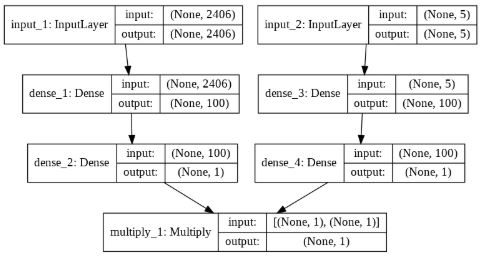 input_1: InputLayer input: (None, 2406) output: (None, 2406)
input_2: InputLayer input: (None, 5) output: (None, 5)
dense_1: Dense input: (None, 2406) output: (None, 100)
dense_3: Dense input: (None, 5) output: (None, 100)
dense_2: Dense input: (None, 100) output: (None, 1)
dense_4: Dense input: (None, 100) output: (None, 1)
multiply_1: Multiply input: [(None, 1), (None, 1)] output: (None, 1)